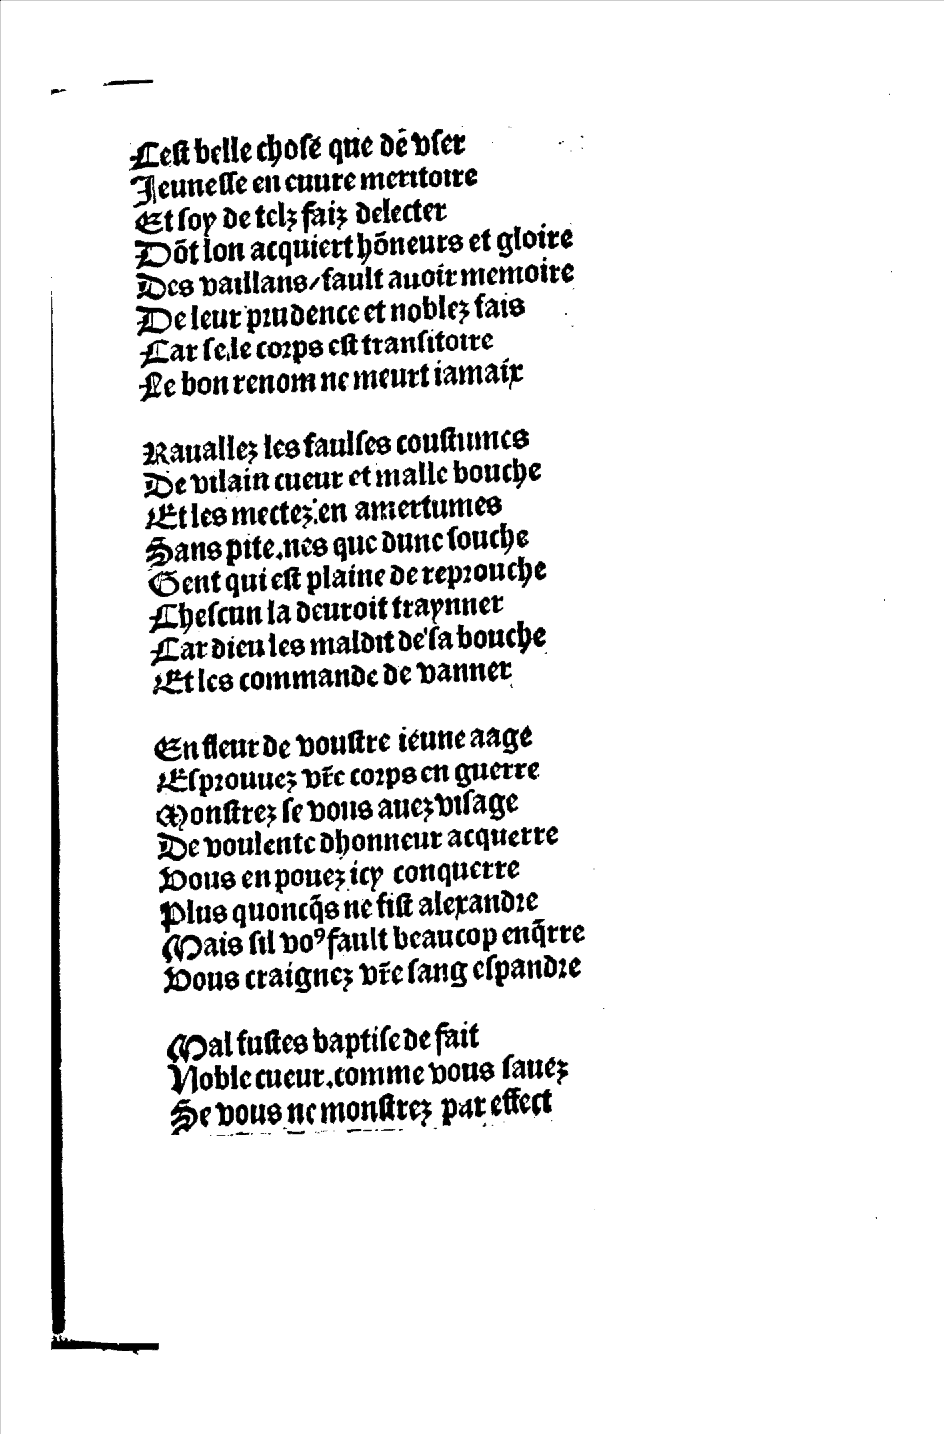 Cest belle chose que dē vser
Jeunesse en euure meritoire
Et soy de telz faiz delecter
Dōt lon acquiert hōneurs et gloire
Des vaillans/fault auoir memoire
De leur prudence et noblez fais
Car se le corps est transitoire
Le bon renom ne meurt iamaix

Rauallez les faulses coustumes
De vilain cueur et malle bouche
Et les mectez en amertumes
Sans pite.nes que dune souche
Gent qui est plaine de reprouche
Chescun la deuroit traynner
Car dieu les maldit de sa bouche
Et les commande de vanner

En fleur de voustre ieune aage
Esprouuez vr̄e corps en guerre
Monstrez se vous auez visage
De voulente dhonneur acquerre
Vous en pouez icy conquerre
Plus quoncq̄s ne fist alexandre
Mais sil voꝰ fault beaucop enq̄rre
Vous craignez vr̄e sang espandre

Mal fustes baptise de fait
Noble cueur.comme vous sauez
Se vous ne monstrez par effect